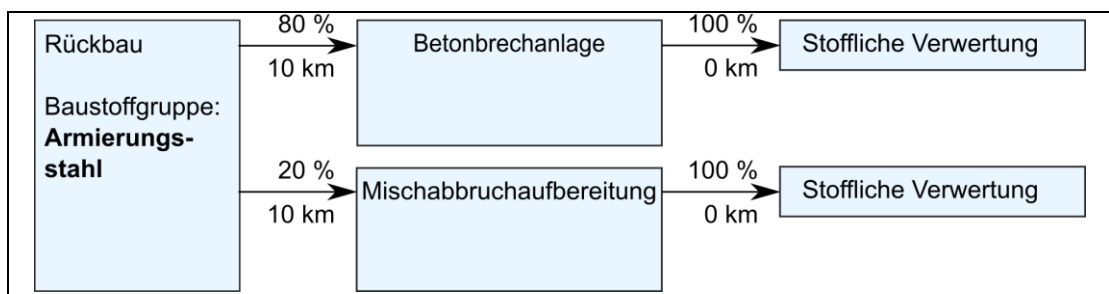 Rückbau
Baustoffgruppe:
Armierungs-
stahl
80 %
10 km
Betonbrechanlage
100 %
0 km
Stoffliche Verwertung
20 %
10 km
Mischabbruchaufbereitung
100 %
0 km
Stoffliche Verwertung